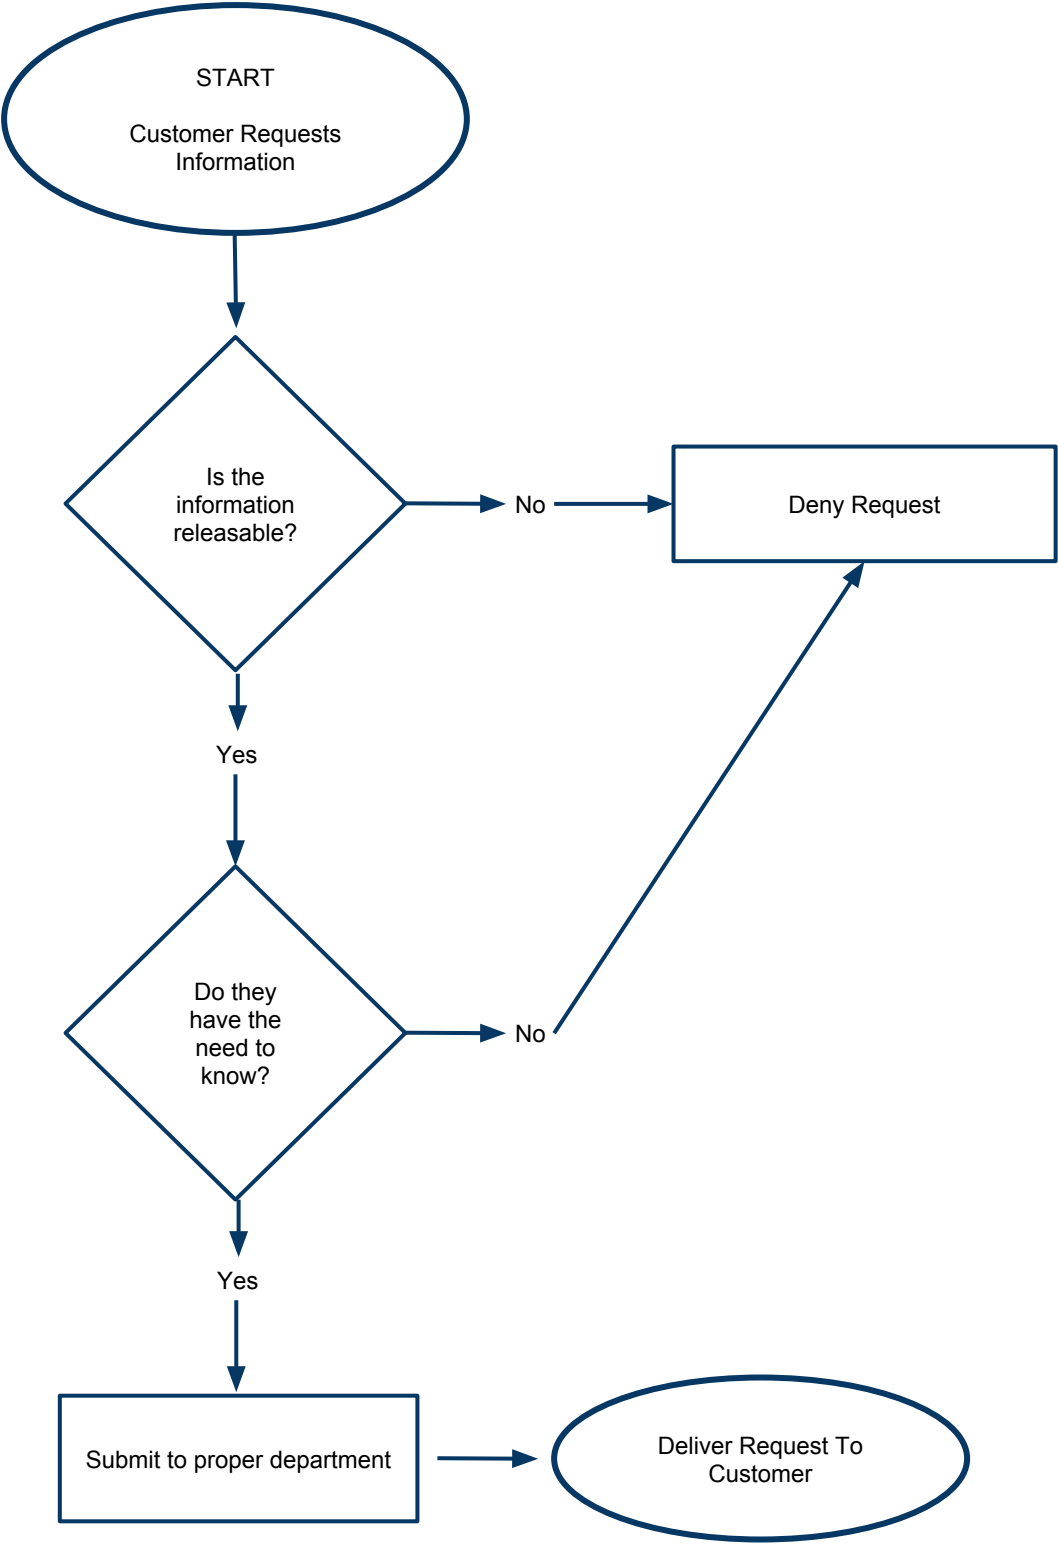 START
Customer Requests
Information
Is the
information
releasable?
No
Deny Request
Yes
Do they
have the
need to
know?
No
Yes
Submit to proper department
Deliver Request To
Customer